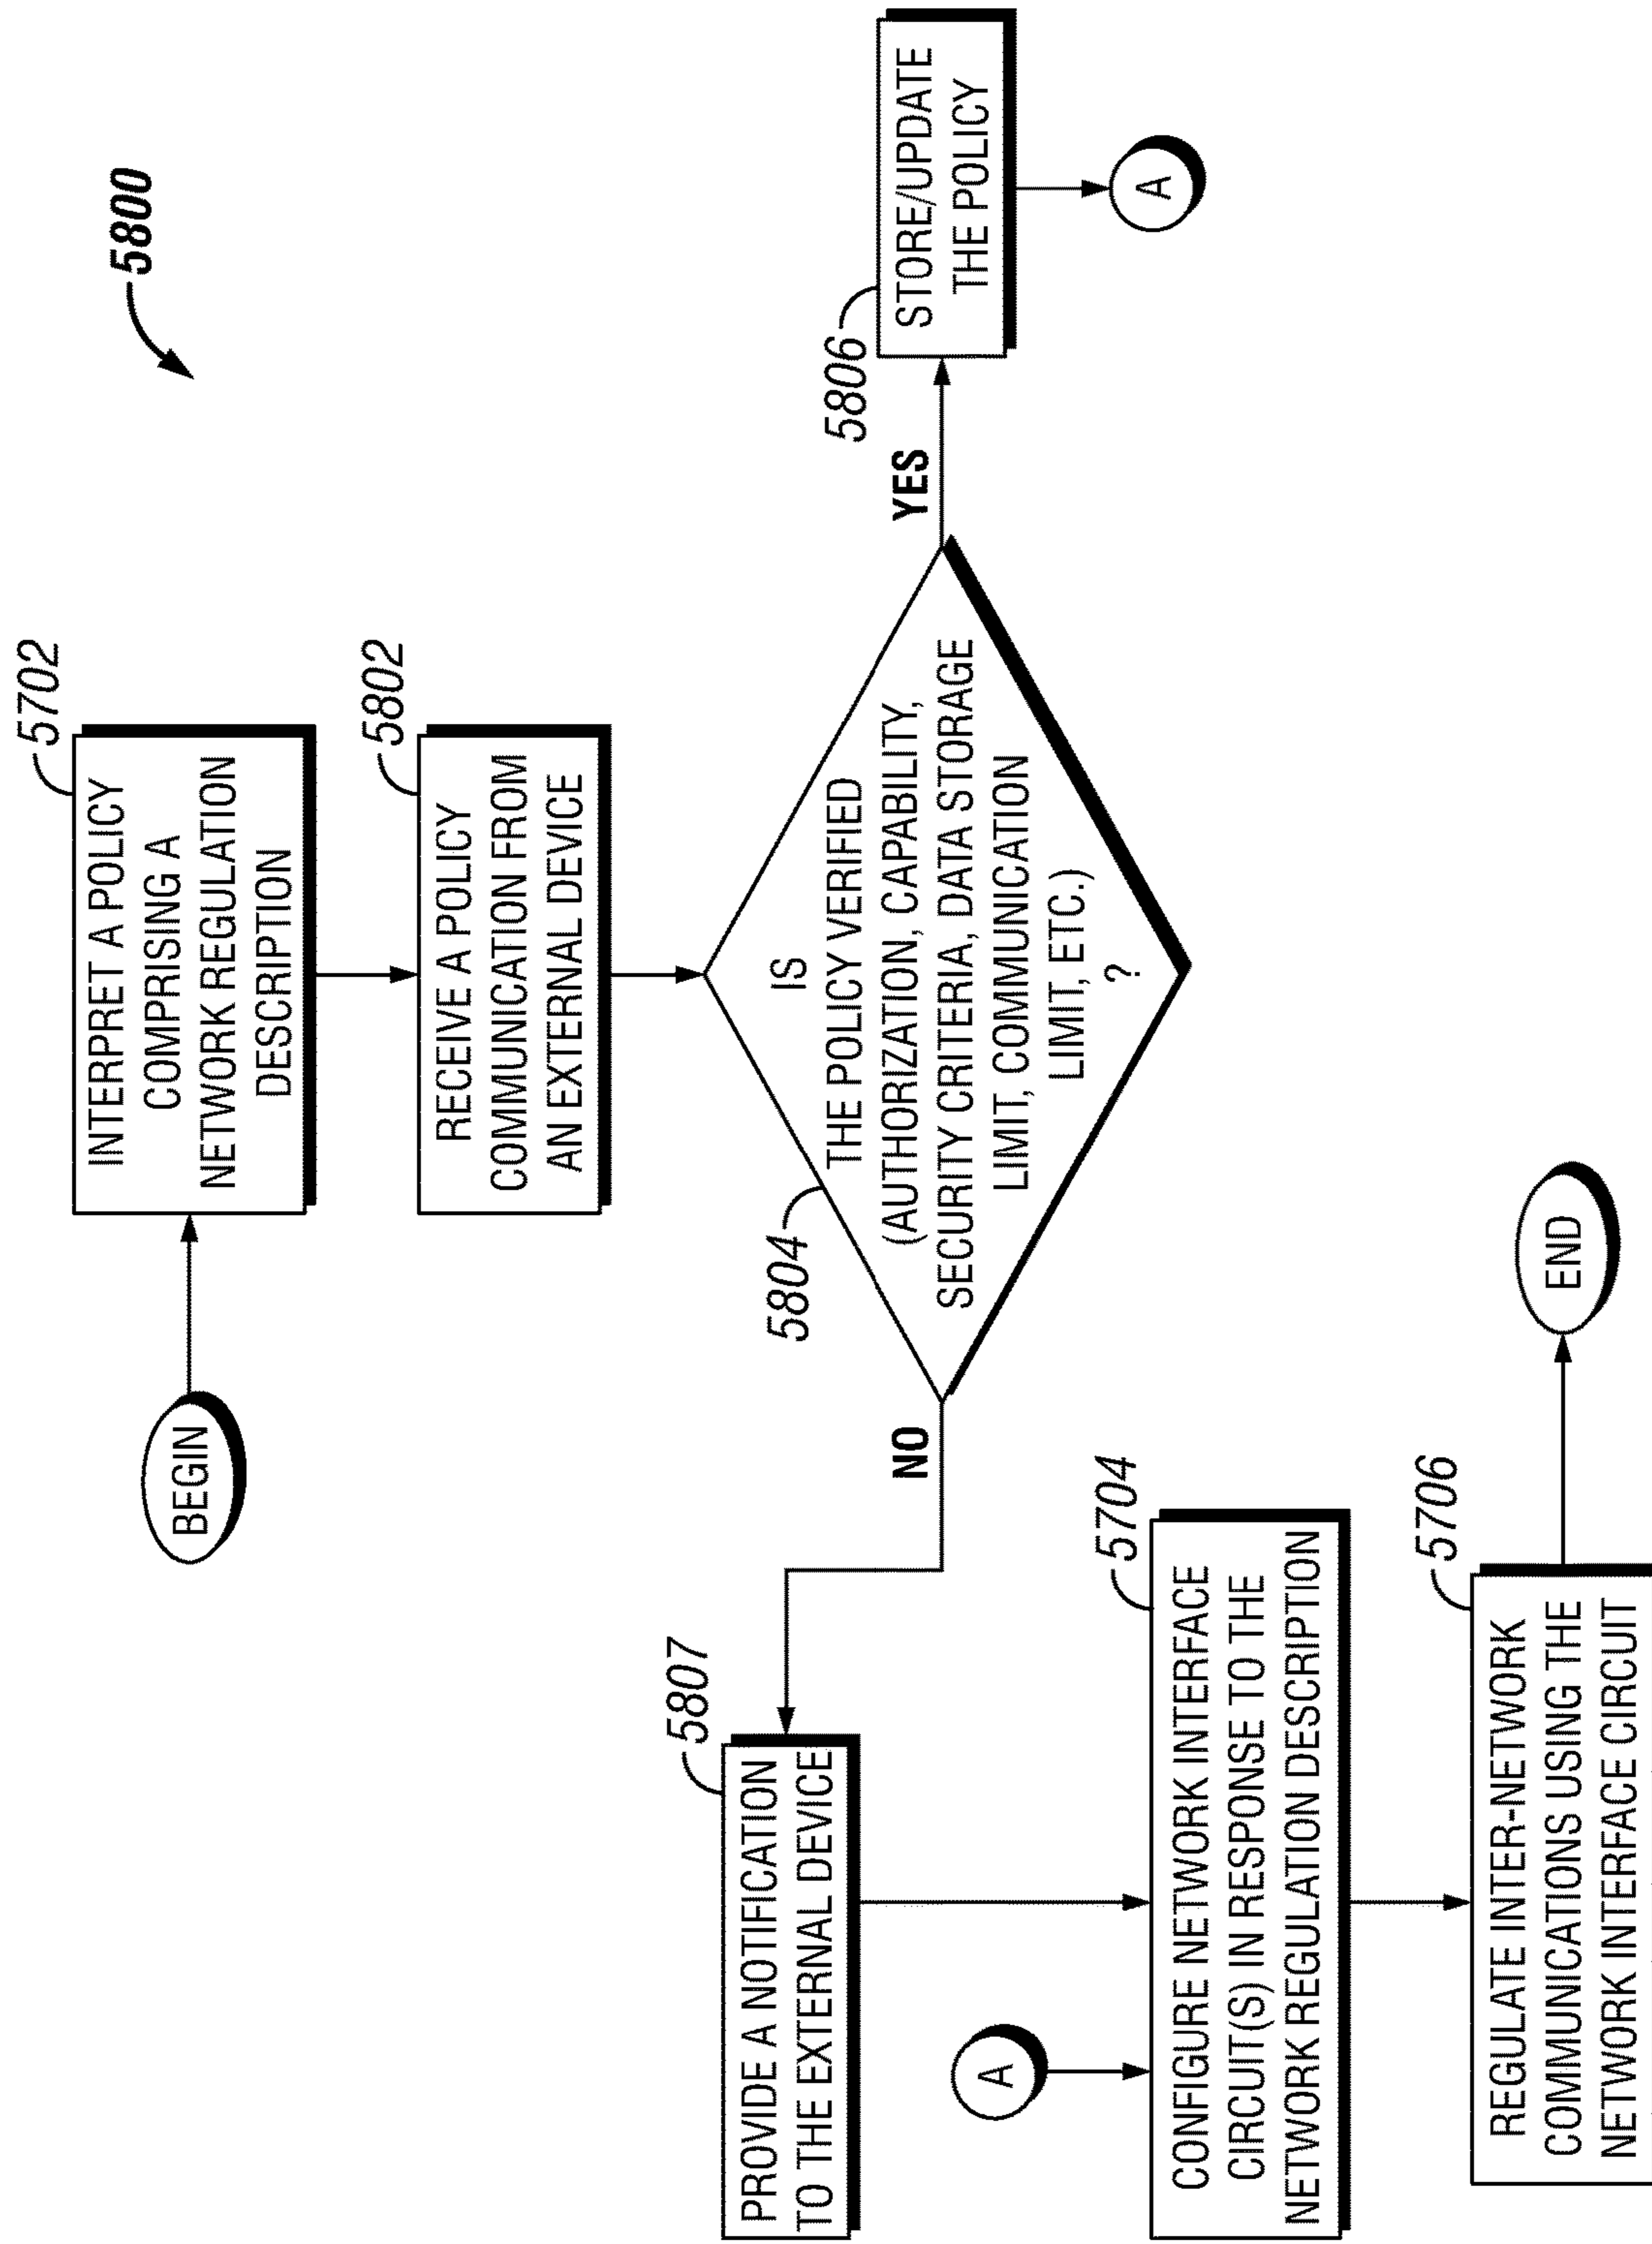 5800
BEGIN
5702
INTERPRET A POLICY
COMPRISING A
NETWORK REGULATION
DESCRIPTION
5802
RECEIVE A POLICY
COMMUNICATION FROM
AN EXTERNAL DEVICE
5804
IS
THE POLICY VERIFIED
(AUTHORIZATION, CAPABILITY,
SECURITY CRITERIA, DATA STORAGE
LIMIT, COMMUNICATION
LIMIT, ETC.)
?
YES
5806
STORE/UPDATE
THE POLICY
A
NO
5807
PROVIDE A NOTIFICATION
TO THE EXTERNAL DEVICE
A
5704
CONFIGURE NETWORK INTERFACE
CIRCUIT(S) IN RESPONSE TO THE
NETWORK REGULATION DESCRIPTION
5706
REGULATE INTER-NETWORK
COMMUNICATIONS USING THE
NETWORK INTERFACE CIRCUIT
END